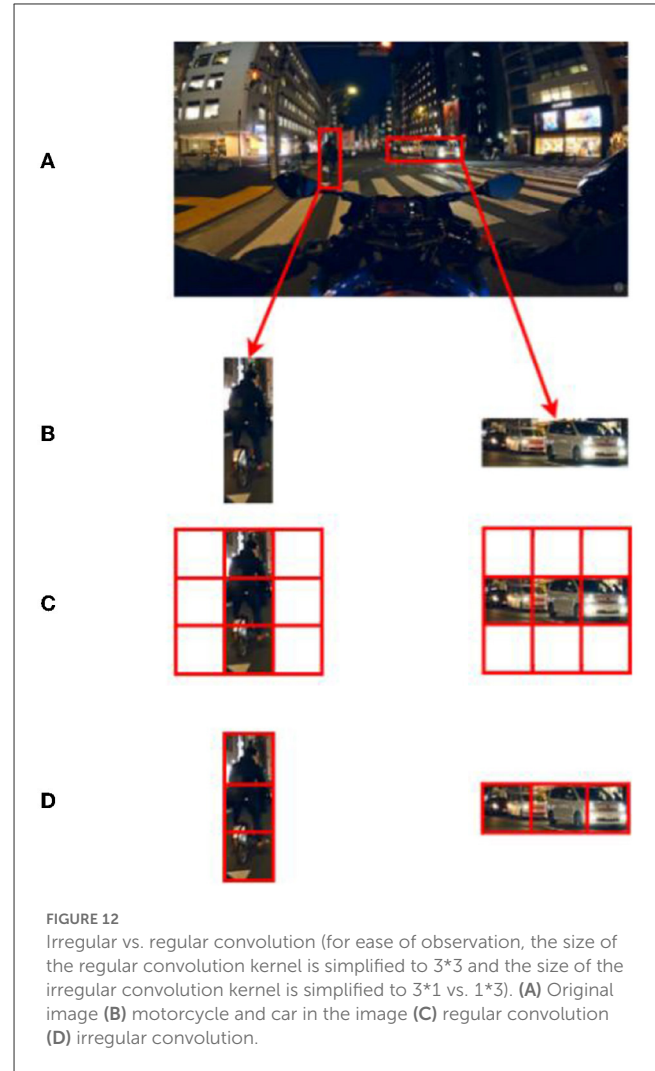 A
B
C
D
FIGURE 12
Irregular vs. regular convolution (for ease of observation, the size of
the regular convolution kernel is simplified to 3*3 and the size of the
irregular convolution kernel is simplified to 3*1 vs. 1*3). (A) Original
image (B) motorcycle and car in the image (C) regular convolution
(D) irregular convolution.